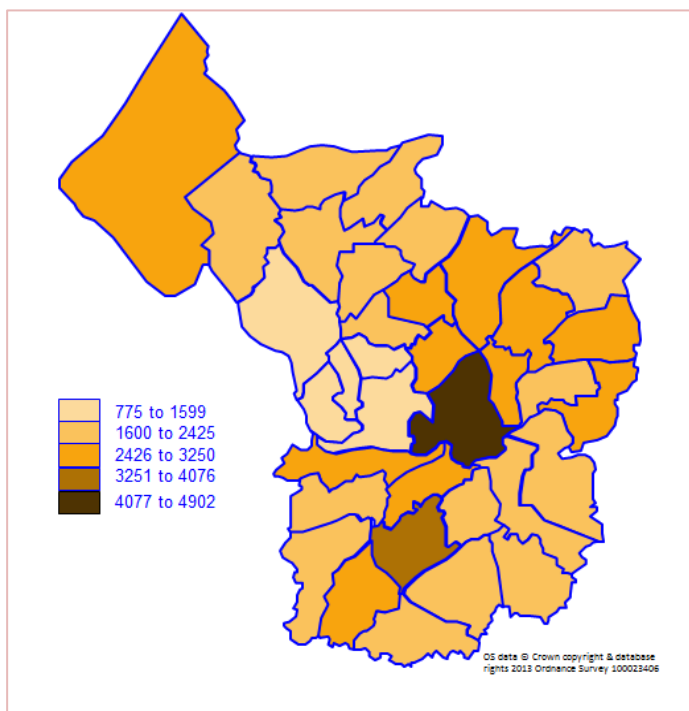 775 to 1599
1600 to 2425
2426 to 3250
3251 to 4076
4077 to 4902
OS data © Crown copyright & database
rights 2013 Ordnance Survey 100023406